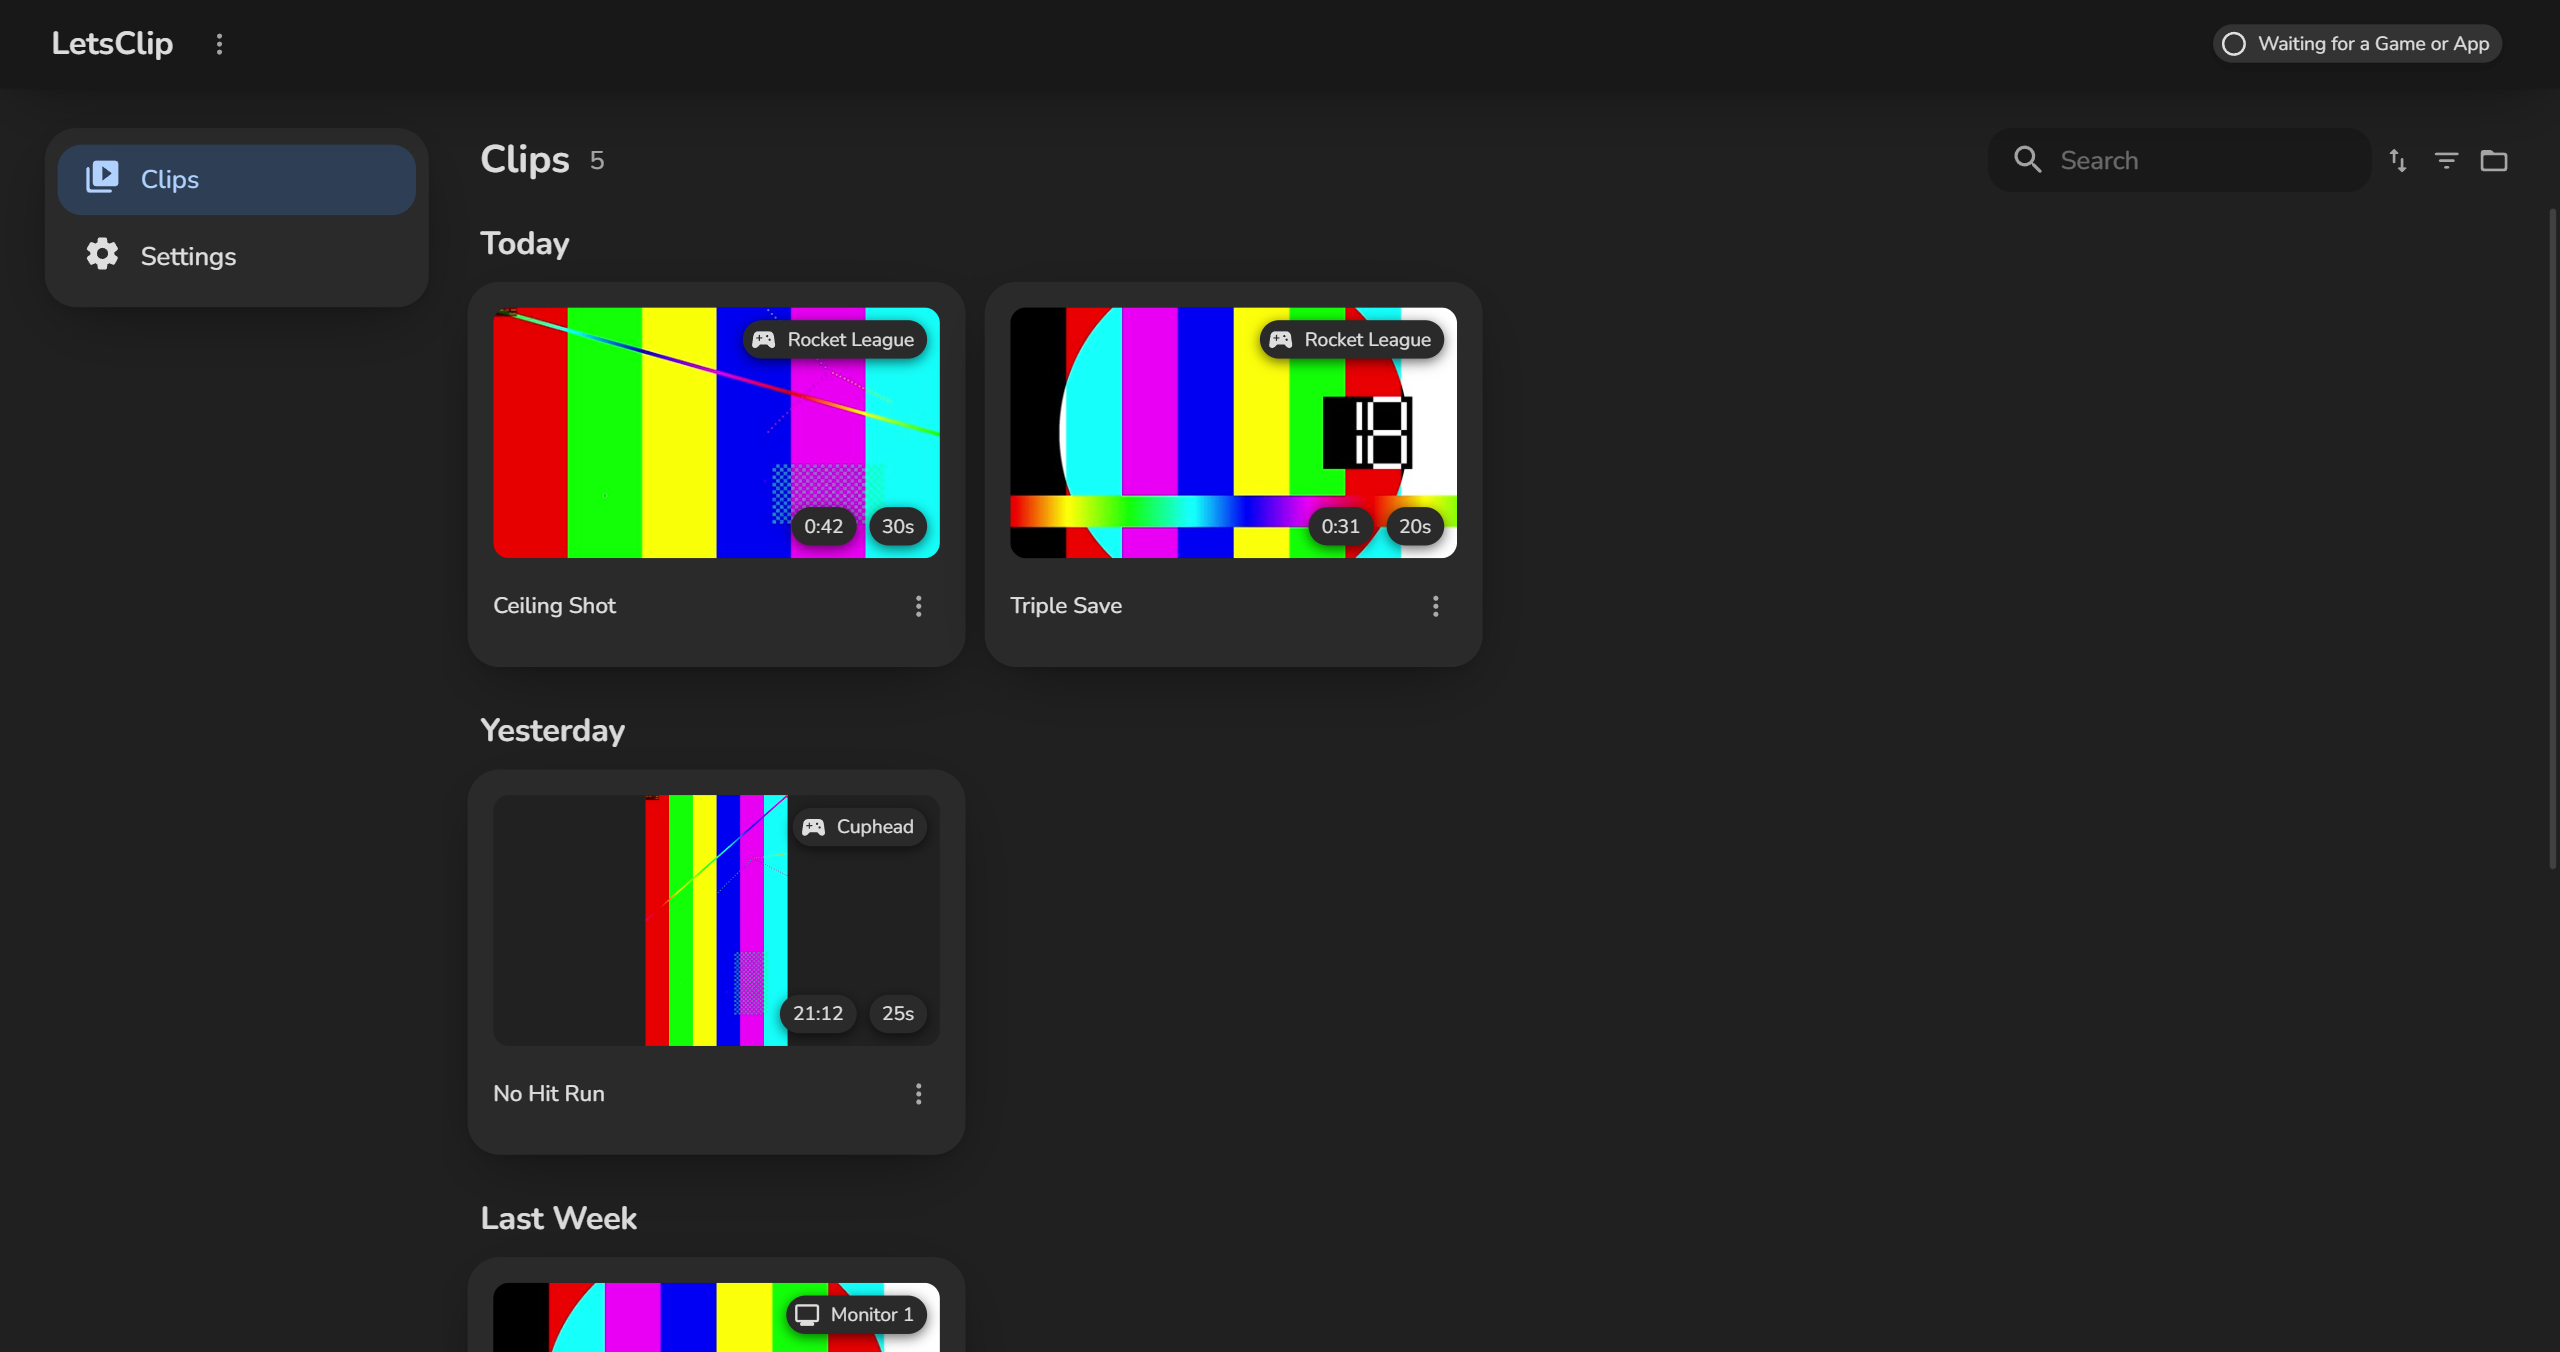 LetsClip
Waiting for a Game or App
Clips
Settings
Clips 5
Search
Today
Rocket League
0:42 30s
Ceiling Shot
Rocket League
18
0:31 20s
Triple Save
Yesterday
Cuphead
21:12 25s
No Hit Run
Last Week
Monitor 1